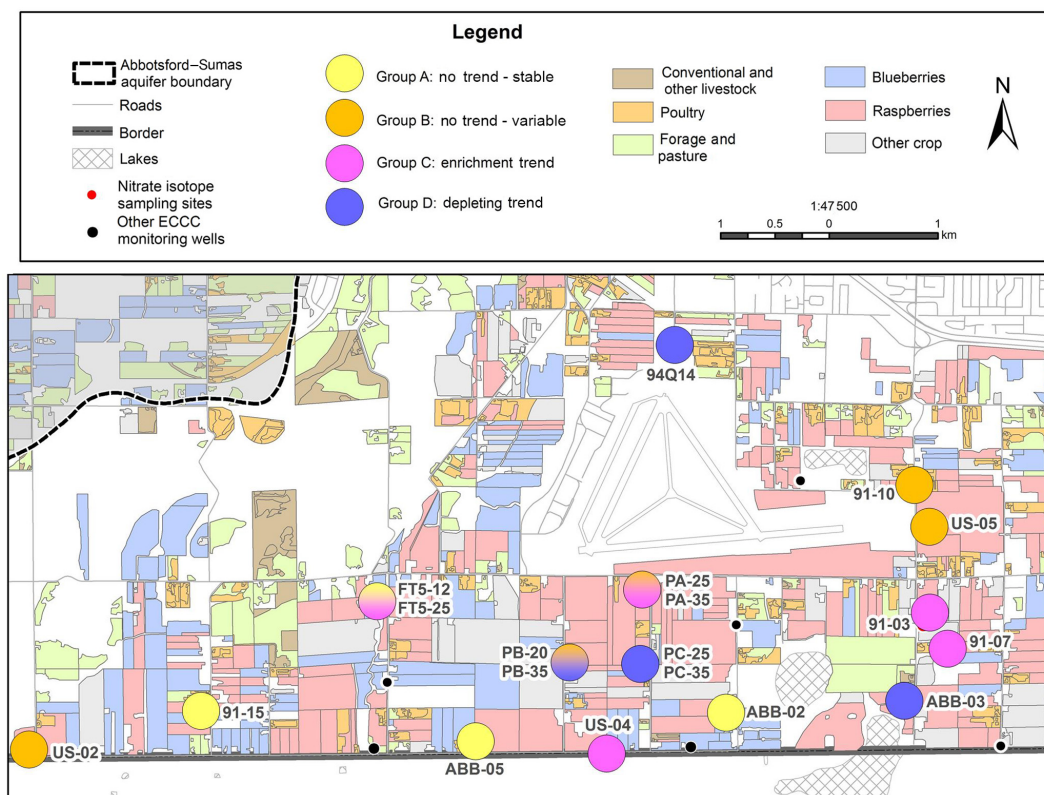 Legend
Abbotsford–Sumas
aquifer boundary
Roads
Border
Lakes
Nitrate isotope
sampling sites
Other ECCC
monitoring wells
Group A: no trend - stable
Group B: no trend - variable
Group C: enrichment trend
Group D: depleting trend
Conventional and
other livestock
Poultry
Forage and
pasture
Blueberries
Raspberries
Other crop
N
1:47 500
1 0.5 0 1
km
94Q14
91-10
US-05
FT5-12
FT5-25
PA-25
PA-35
91-03
91-07
PB-20
PB-35
PC-25
PC-35
91-15
ABB-02
ABB-03
US-02
US-04
ABB-05